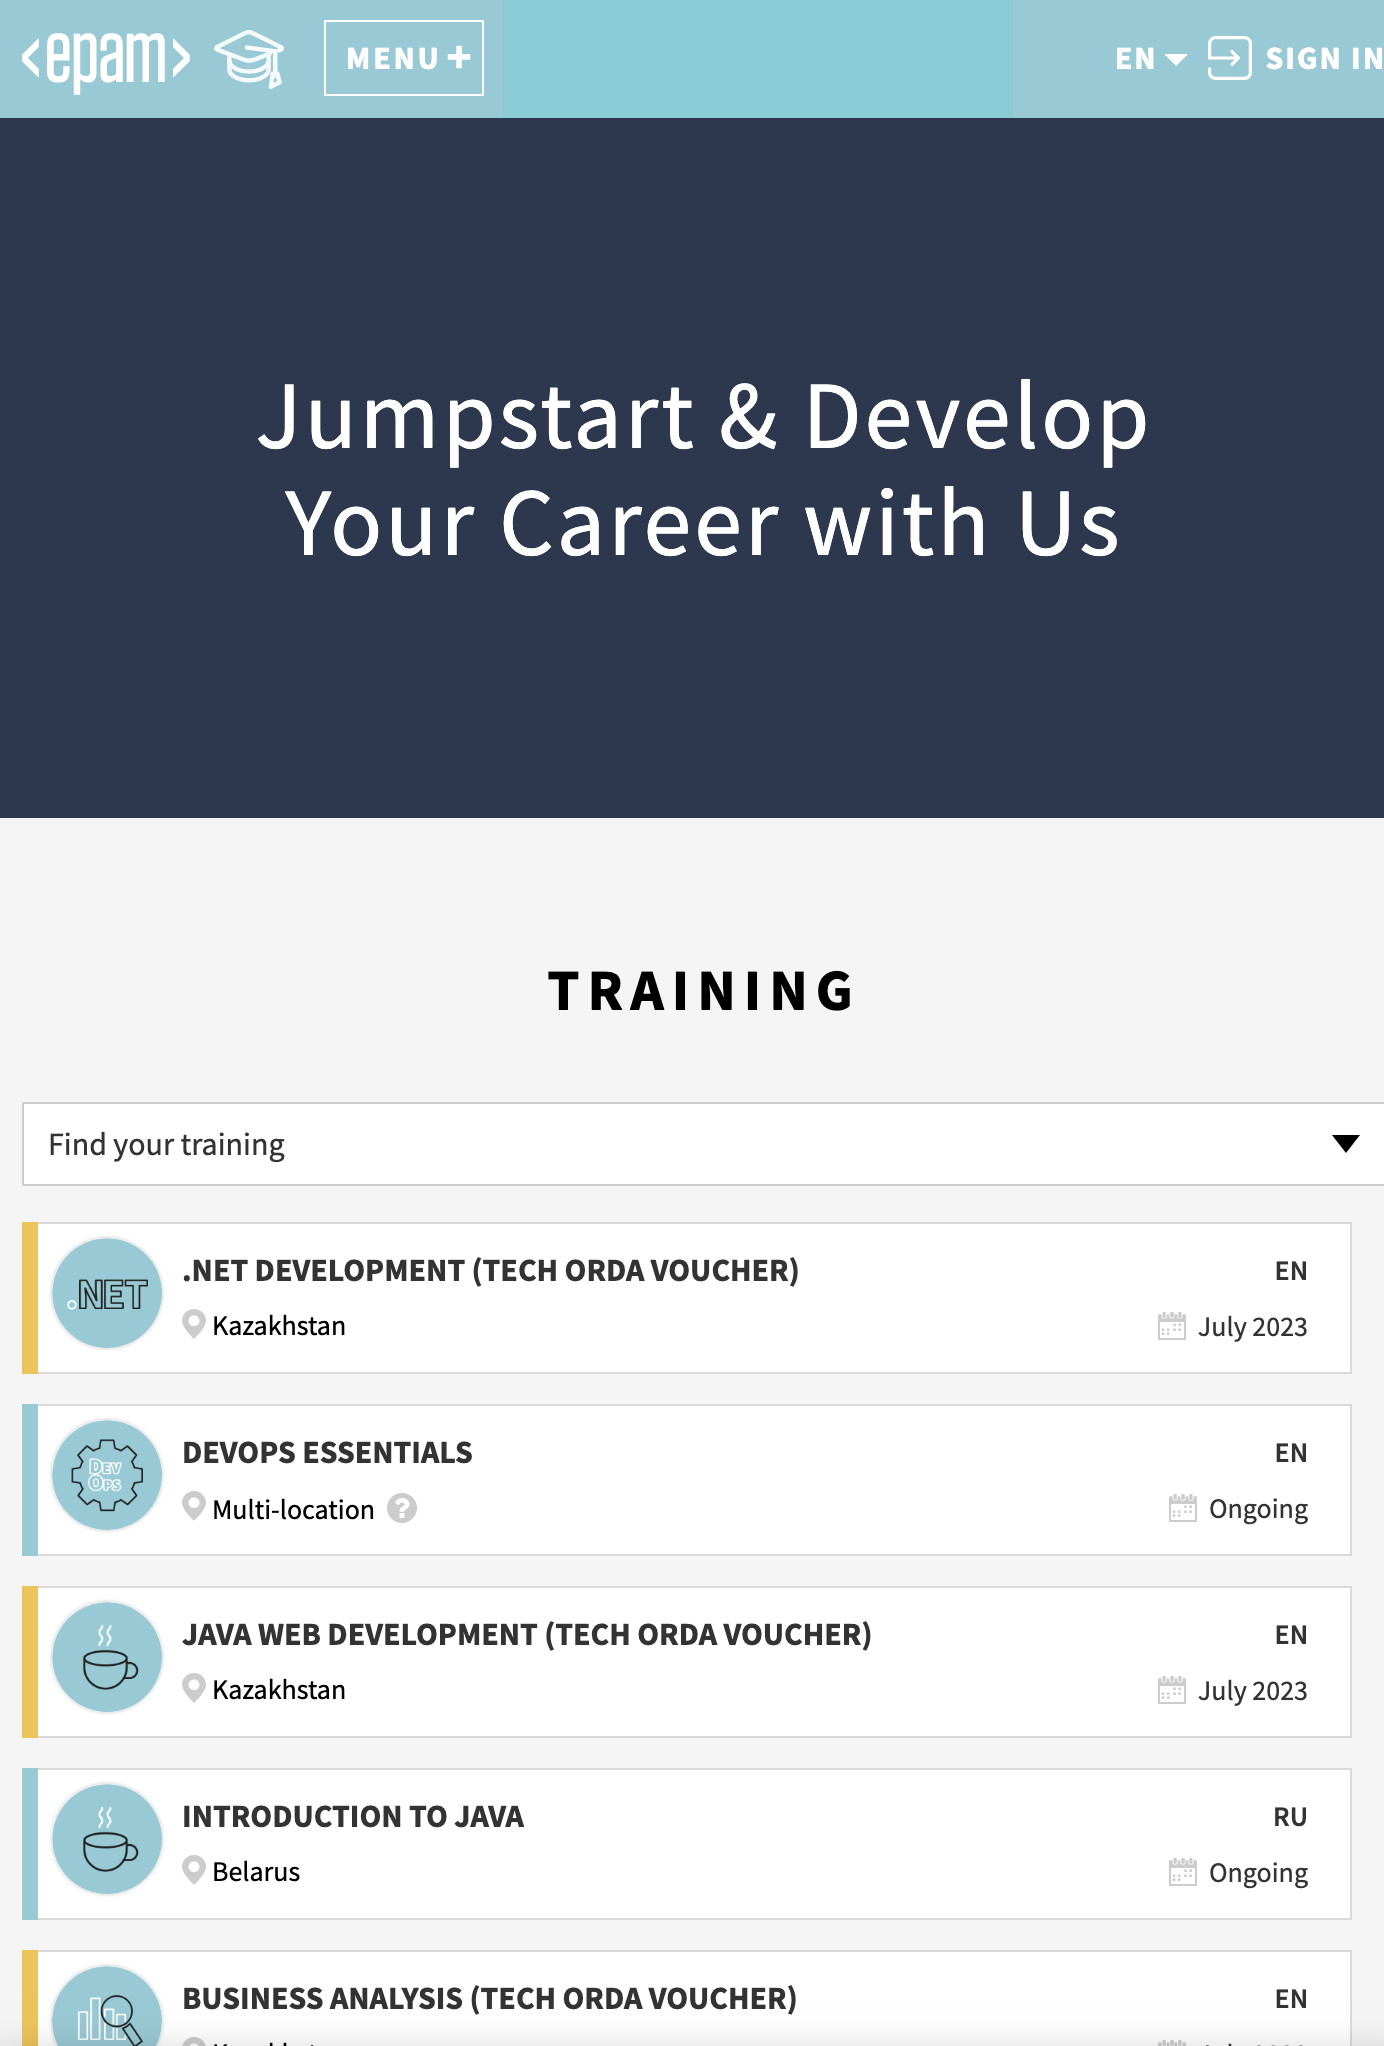 <epam>
MENU +
EN
SIGN IN
Jumpstart & Develop
Your Career with Us
TRAINING
Find your training
.NET
.NET DEVELOPMENT (TECH ORDA VOUCHER)
EN
Kazakhstan
July 2023
DEV
OPS
DEVOPS ESSENTIALS
EN
Multi-location ?
Ongoing
JAVA WEB DEVELOPMENT (TECH ORDA VOUCHER)
EN
Kazakhstan
July 2023
INTRODUCTION TO JAVA
RU
Belarus
Ongoing
BUSINESS ANALYSIS (TECH ORDA VOUCHER)
EN